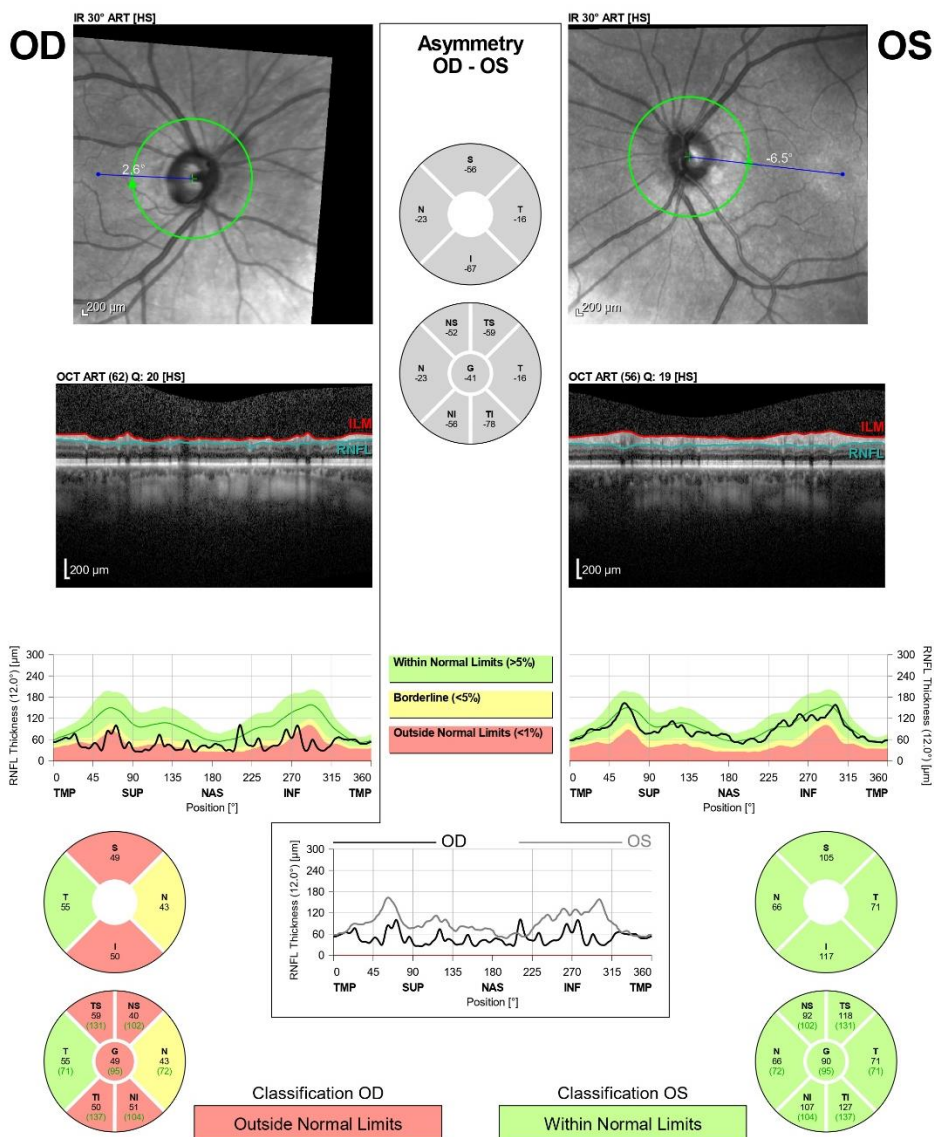 IR 30° ART [HS]
OD
2.6°
200 µm
Asymmetry
OD - OS
IR 30° ART [HS]
OS
-6.5°
200 µm
S
-56
N
-23
T
-16
I
-67
NS
-52
TS
-59
N
-23
G
-41
T
-16
NI
-56
TI
-78
OCT ART (62) Q: 20 [HS]
ILM
RNFL
200 µm
OCT ART (56) Q: 19 [HS]
ILM
RNFL
200 µm
RNFL Thickness (12.0°) [µm]
300
240
180
120
60
0
0 45 90 135 180 225 270 315 360
TMP SUP NAS INF TMP
Position [°]
Within Normal Limits (>5%)
Borderline (<5%)
Outside Normal Limits (<1%)
300
240
180
120
60
0
RNFL Thickness (12.0°) [µm]
0 45 90 135 180 225 270 315 360
TMP SUP NAS INF TMP
Position [°]
S
49
T
55
N
43
I
50
OD OS
RNFL Thickness (12.0°) [µm]
300
240
180
120
60
0
0 45 90 135 180 225 270 315 360
TMP SUP NAS INF TMP
Position [°]
S
105
N
66
T
71
I
117
TS
59
(131)
NS
40
(102)
T
55
(71)
G
49
(95)
N
43
(72)
TI
50
(137)
NI
51
(104)
Classification OD
Outside Normal Limits
Classification OS
Within Normal Limits
NS
92
(102)
TS
118
(131)
N
66
(72)
G
90
(95)
T
71
(71)
NI
107
(104)
TI
127
(137)